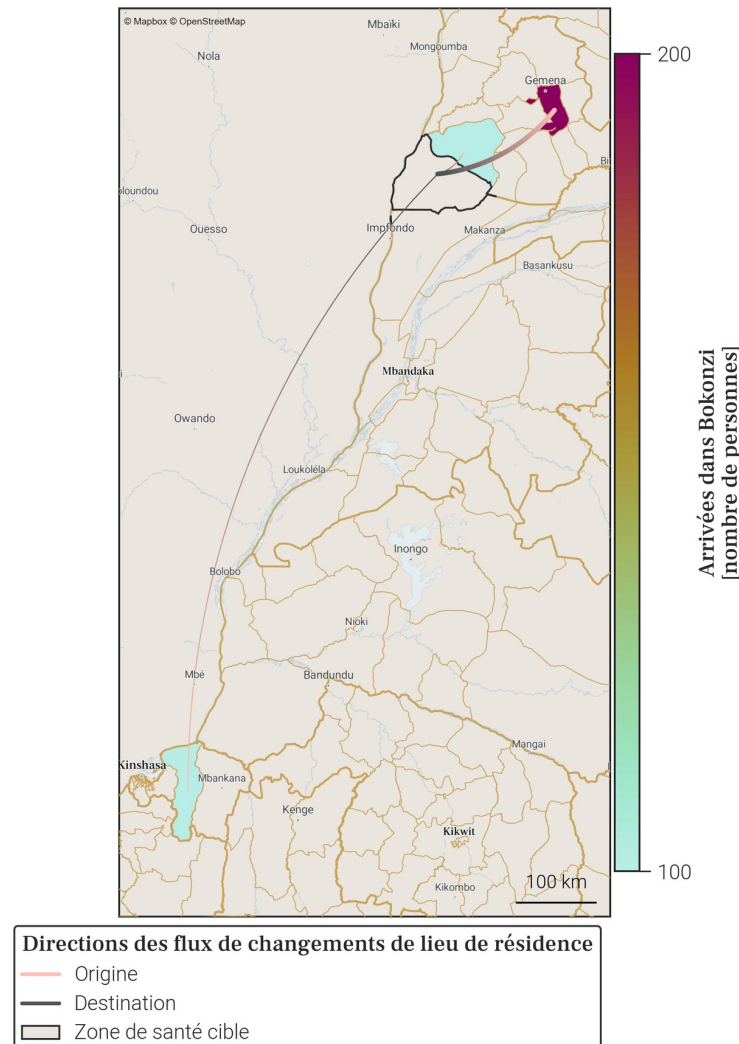 © Mapbox © OpenStreetMap
Mbaïki
Nola
Mongoumba
Gemena
Ouesso
Impfondo
Makanza
Basankusu
Mbandaka
Owando
Loukoléla
Inongo
Bolobo
Nioki
Mbé
Bandundu
Mangai
Kinshasa
Mbankana
Kenge
Kikwit
Kikombo
100 km
200
100
Arrivées dans Bokonzi
[nombre de personnes]
Directions des flux de changements de lieu de résidence
Origine
Destination
Zone de santé cible